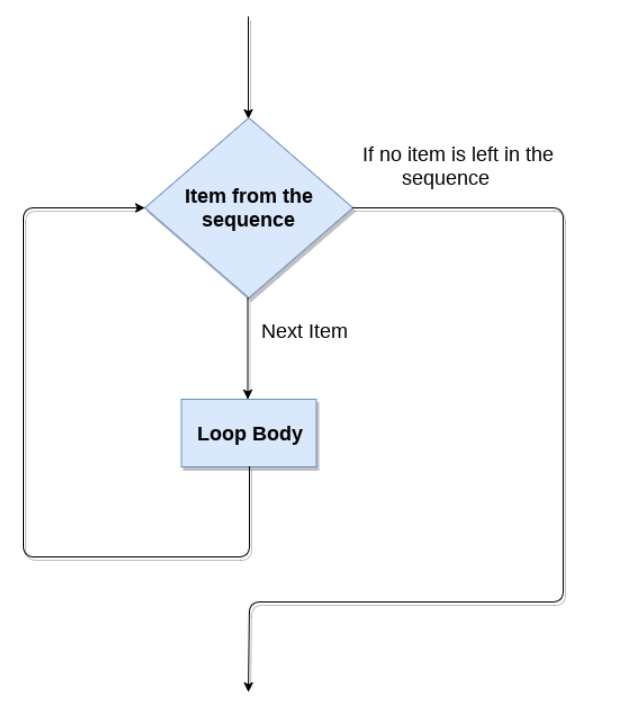 If no item is left in the
sequence
Item from the
sequence
Next Item
Loop Body